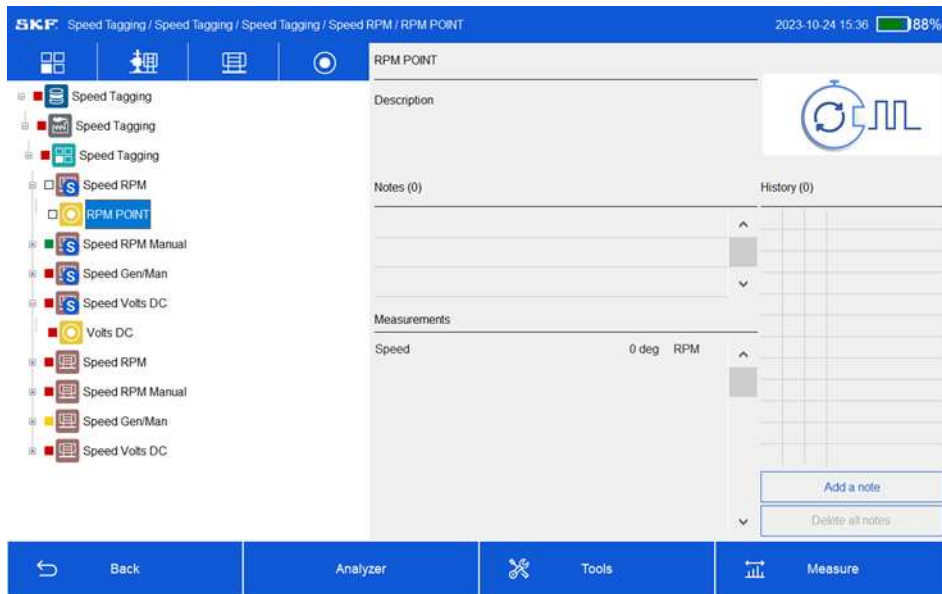 SKF. Speed Tagging / Speed Tagging / Speed Tagging / Speed RPM / RPM POINT
2023-10-24 15:36 88%
RPM POINT
Speed Tagging
Speed Tagging
Speed Tagging
Speed RPM
RPM POINT
Speed RPM Manual
Speed Gen/Man
Speed Volts DC
Volts DC
Speed RPM
Speed RPM Manual
Speed Gen/Man
Speed Volts DC
Description
Notes (0)
History (0)
Measurements
Speed 0 deg RPM
Add a note
Delete all notes
Back
Analyzer
Tools
Measure